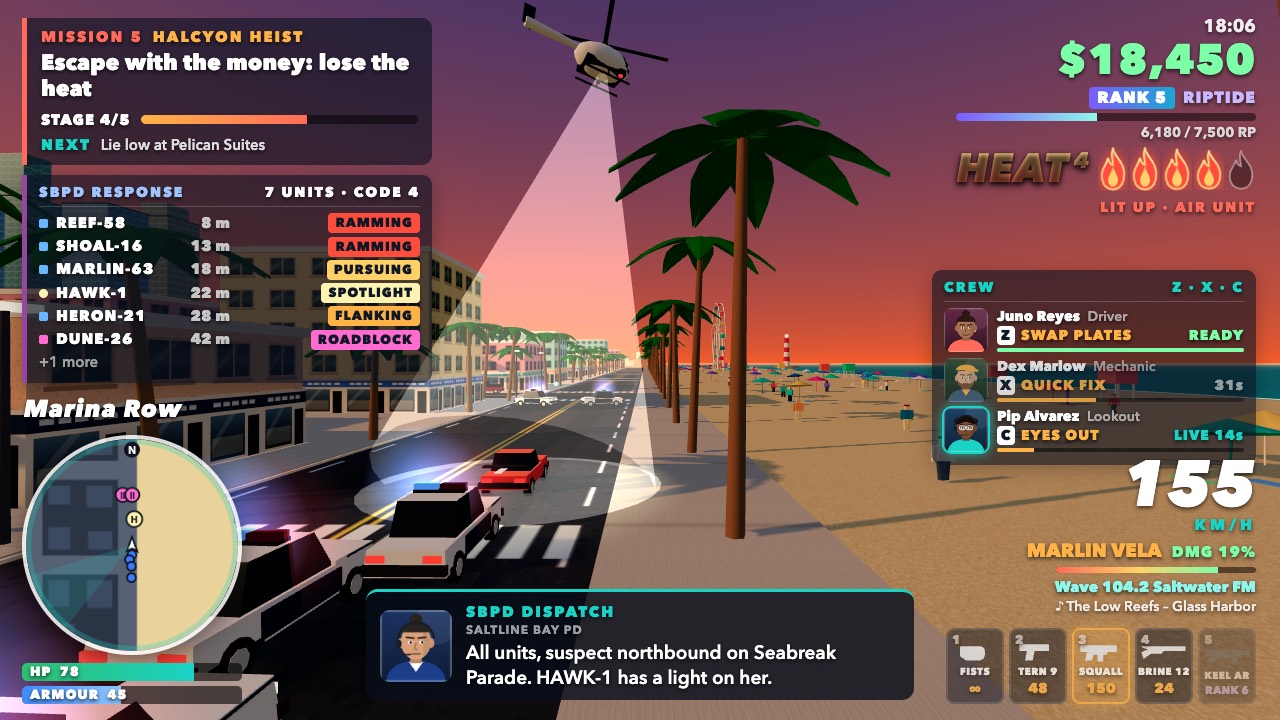 MISSION 5 HALCYON HEIST
Escape with the money: lose the
heat
STAGE 4/5
NEXT Lie low at Pelican Suites
SBPD RESPONSE 7 UNITS · CODE 4
REEF-58 8 m RAMMING
SHOAL-16 13 m RAMMING
MARLIN-63 18 m PURSUING
HAWK-1 22 m SPOTLIGHT
HERON-21 28 m FLANKING
DUNE-26 42 m ROADBLOCK
+1 more
Marina Row
N
H
HP 78
ARMOUR 45
18:06
$18,450
RANK 5 RIPTIDE
6,180 / 7,500 RP
HEAT4
LIT UP · AIR UNIT
CREW Z · X · C
Juno Reyes Driver
Z SWAP PLATES READY
Dex Marlow Mechanic
X QUICK FIX 31s
Pip Alvarez Lookout
C EYES OUT LIVE 14s
155
KM/H
MARLIN VELA DMG 19%
Wave 104.2 Saltwater FM
♪ The Low Reefs – Glass Harbor
SBPD DISPATCH
SALTLINE BAY PD
All units, suspect northbound on Seabreak
Parade. HAWK-1 has a light on her.
1 FISTS ∞
2 TERN 9 48
3 SQUALL 150
4 BRINE 12 24
5 KEEL AR RANK 6